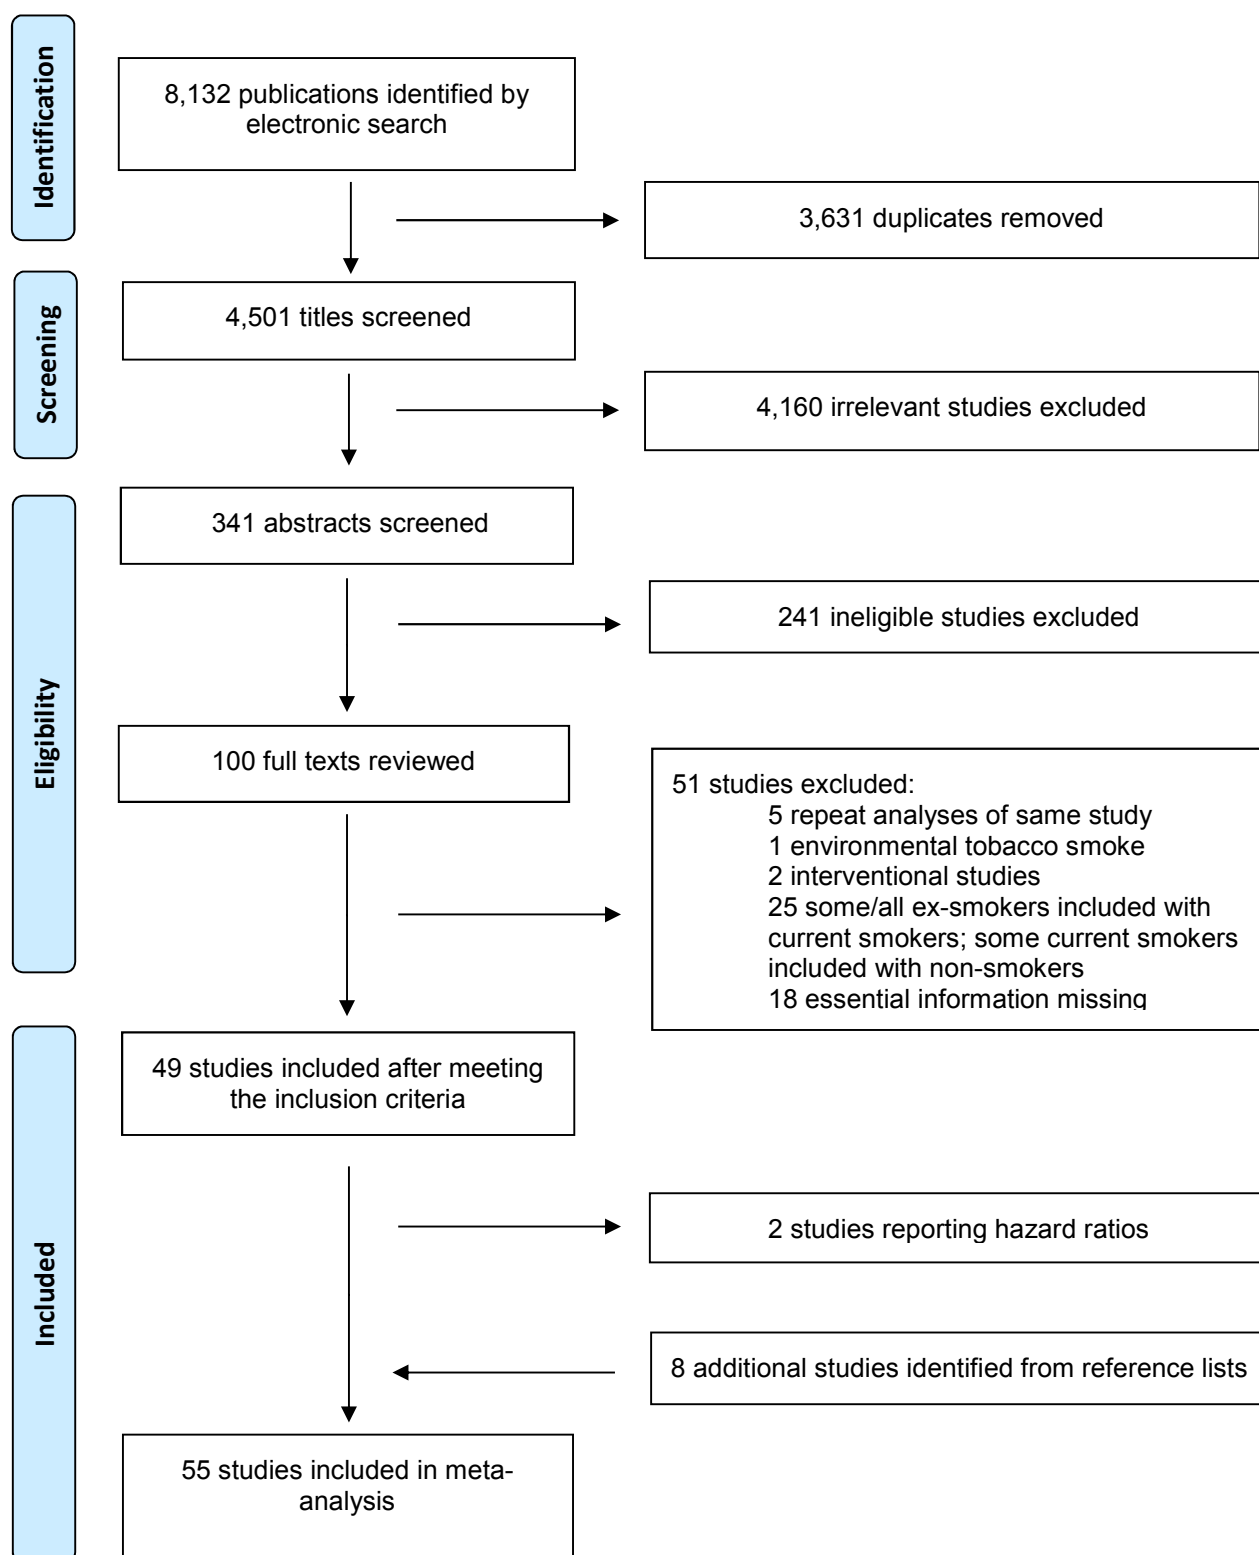 Identification
8,132 publications identified by
electronic search
3,631 duplicates removed
Screening
4,501 titles screened
4,160 irrelevant studies excluded
Eligibility
341 abstracts screened
241 ineligible studies excluded
100 full texts reviewed
51 studies excluded:
5 repeat analyses of same study
1 environmental tobacco smoke
2 interventional studies
25 some/all ex-smokers included with
current smokers; some current smokers
included with non-smokers
18 essential information missing
Included
49 studies included after meeting
the inclusion criteria
2 studies reporting hazard ratios
8 additional studies identified from reference lists
55 studies included in meta-
analysis